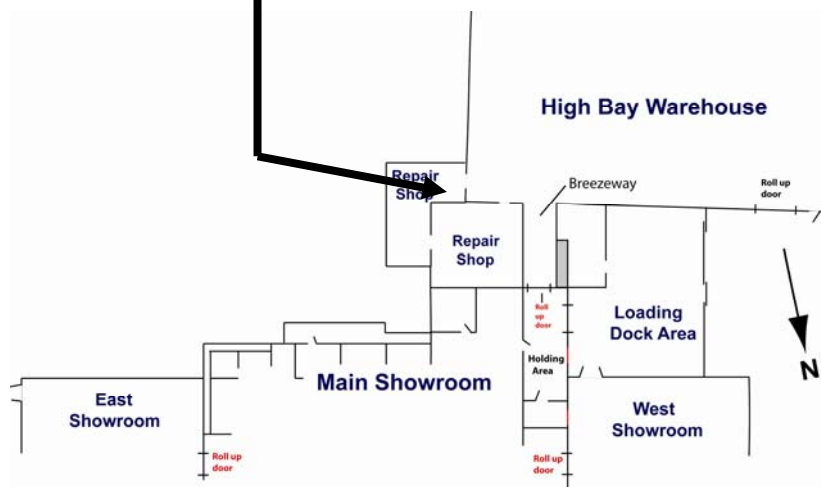 High Bay Warehouse
Repair
Shop
Breezeway
Roll up
door
Repair
Shop
Roll
up
door
Loading
Dock Area
N
Holding
Area
Main Showroom
East
Showroom
West
Showroom
Roll up
door
Roll up
door